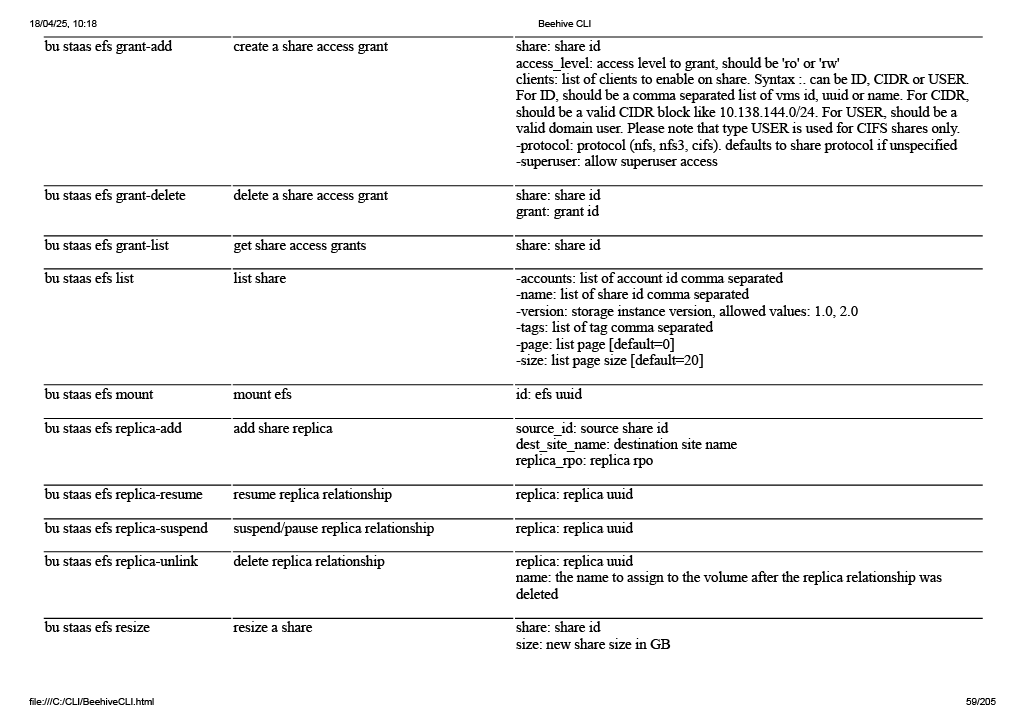 18/04/25, 10:18 Beehive CLI
bu staas efs grant-add create a share access grant share: share id
access_level: access level to grant, should be 'ro' or 'rw'
clients: list of clients to enable on share. Syntax :. can be ID, CIDR or USER.
For ID, should be a comma separated list of vms id, uuid or name. For CIDR,
should be a valid CIDR block like 10.138.144.0/24. For USER, should be a
valid domain user. Please note that type USER is used for CIFS shares only.
-protocol: protocol (nfs, nfs3, cifs). defaults to share protocol if unspecified
-superuser: allow superuser access
bu staas efs grant-delete delete a share access grant share: share id
grant: grant id
bu staas efs grant-list get share access grants share: share id
bu staas efs list list share -accounts: list of account id comma separated
-name: list of share id comma separated
-version: storage instance version, allowed values: 1.0, 2.0
-tags: list of tag comma separated
-page: list page [default=0]
-size: list page size [default=20]
bu staas efs mount mount efs id: efs uuid
bu staas efs replica-add add share replica source_id: source share id
dest_site_name: destination site name
replica_rpo: replica rpo
bu staas efs replica-resume resume replica relationship replica: replica uuid
bu staas efs replica-suspend suspend/pause replica relationship replica: replica uuid
bu staas efs replica-unlink delete replica relationship replica: replica uuid
name: the name to assign to the volume after the replica relationship was
deleted
bu staas efs resize resize a share share: share id
size: new share size in GB
file:///C:/CLI/BeehiveCLI.html 59/205